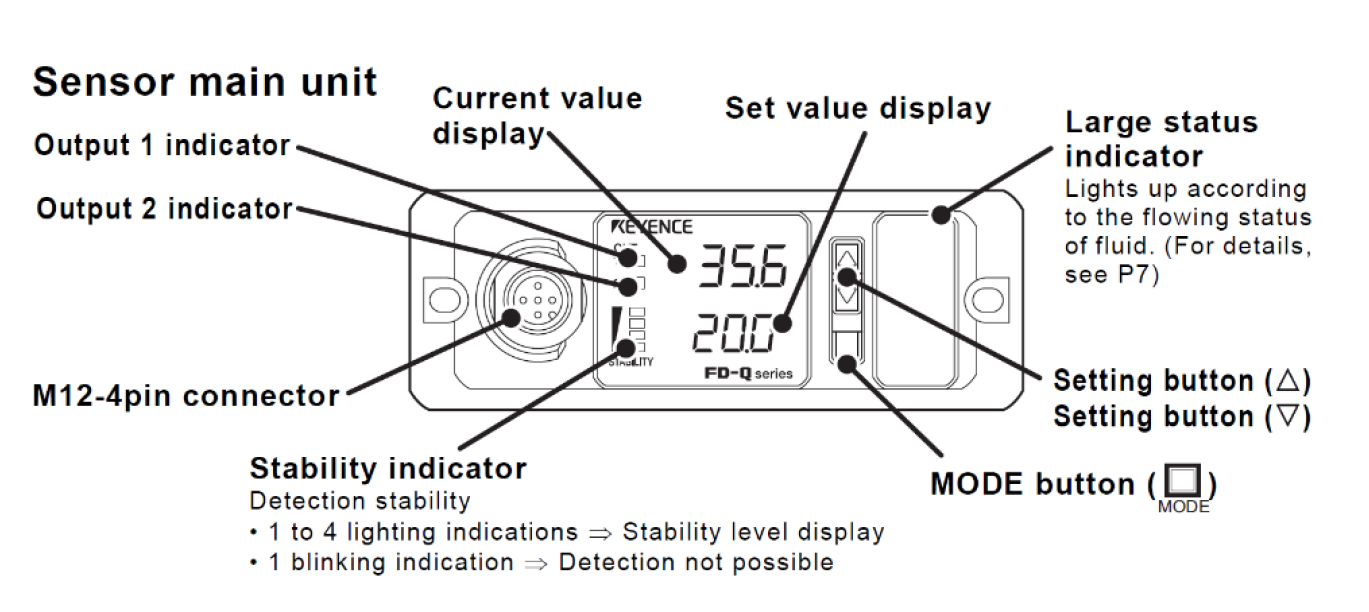 Sensor main unit
Output 1 indicator
Output 2 indicator
M12-4pin connector
Current value
display
Set value display
Large status
indicator
Lights up according
to the flowing status
of fluid. (For details,
see P7)
KEYENCE
35.6
20.0
STABILITY
FD-Q series
Setting button (△)
Setting button (▽)
MODE button (□)
MODE
Stability indicator
Detection stability
• 1 to 4 lighting indications ⇒ Stability level display
• 1 blinking indication ⇒ Detection not possible